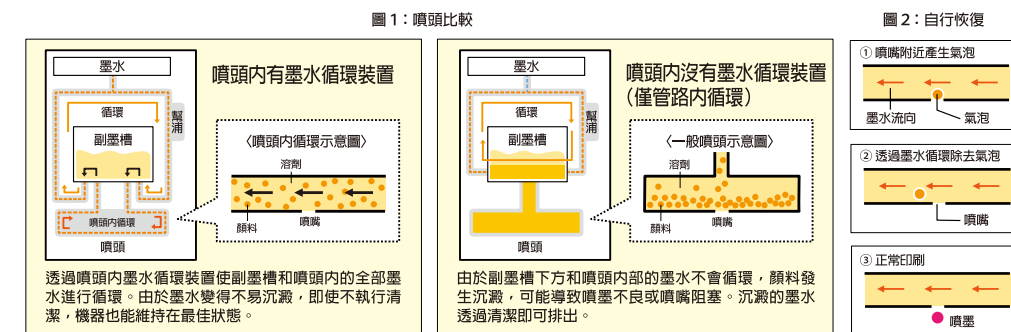 圖1：噴頭比較
墨水
噴頭內有墨水循環裝置
循環
幫浦
副墨槽
〈噴頭內循環示意圖〉
溶劑
顏料
噴嘴
噴頭內循環
噴頭
透過噴頭內墨水循環裝置使副墨槽和噴頭內的全部墨
水進行循環。由於墨水變得不易沉澱，即使不執行清
潔，機器也能維持在最佳狀態。
墨水
噴頭內沒有墨水循環裝置
（僅管路內循環）
循環
幫浦
副墨槽
〈一般噴頭示意圖〉
溶劑
顏料
噴嘴
噴頭
由於副墨槽下方和噴頭內部的墨水不會循環，顏料發
生沉澱，可能導致噴墨不良或噴嘴阻塞。沉澱的墨水
透過清潔即可排出。
圖2：自行恢復
① 噴嘴附近產生氣泡
墨水流向
氣泡
② 透過墨水循環除去氣泡
噴嘴
③ 正常印刷
噴墨